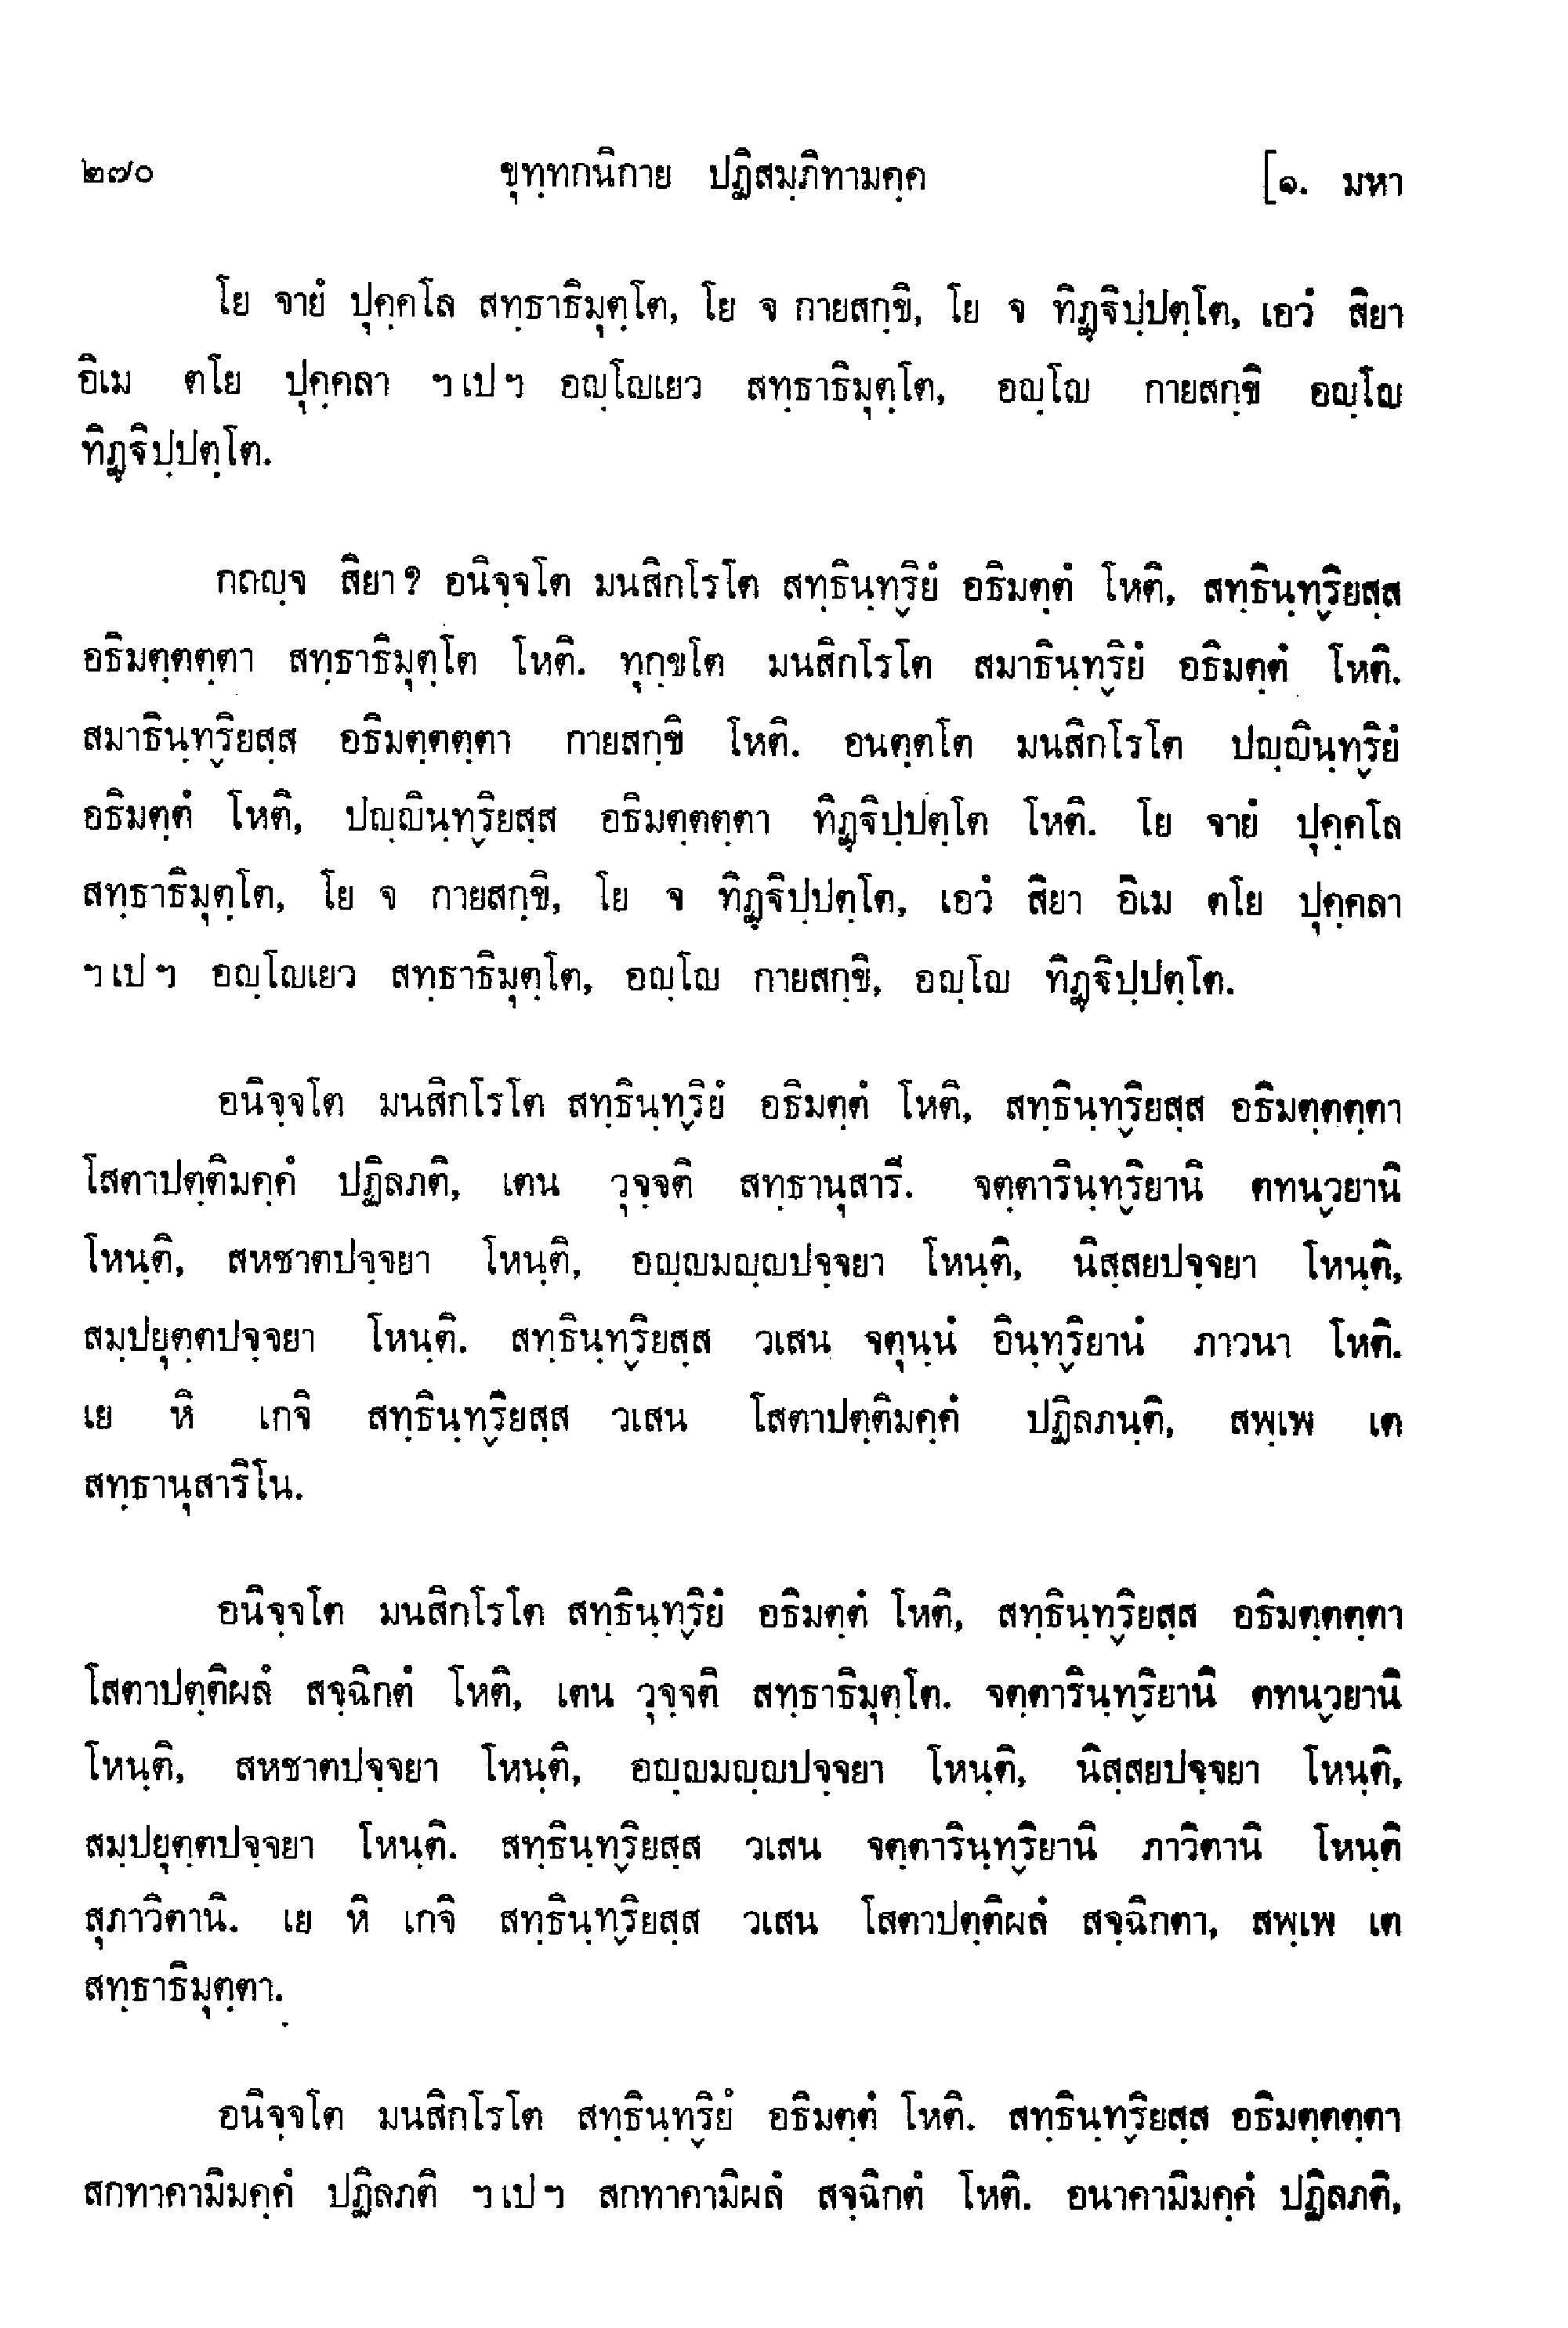 ๒๗๐ ขุทฺทกนิกาย ปฏิสมฺภิทามคฺค [๑. มหา
โย จายํ ปุคฺคโล สทฺธาธิมุตฺโต, โย จ กายสกฺขิ, โย จ ทิฏฺฐิปฺปตฺโต, เอวํ สิยา
อิเม ตโย ปุคฺคลา ฯเปฯ อญฺโญเยว สทฺธาธิมุตฺโต, อญฺโญ กายสกฺขิ อญฺโญ
ทิฏฺฐิปฺปตฺโต.
กถญฺจ สิยา? อนิจฺจโต มนสิกโรโต สทฺธินฺทฺริยํ อธิมตฺตํ โหติ, สทฺธินฺทฺริยสฺส
อธิมตฺตตฺตา สทฺธาธิมุตฺโต โหติ. ทุกฺขโต มนสิกโรโต สมาธินฺทฺริยํ อธิมตฺตํ โหติ.
สมาธินฺทฺริยสฺส อธิมตฺตตฺตา กายสกฺขิ โหติ. อนตฺตโต มนสิกโรโต ปญฺญินฺทฺริยํ
อธิมตฺตํ โหติ, ปญฺญินฺทฺริยสฺส อธิมตฺตตฺตา ทิฏฺฐิปฺปตฺโต โหติ. โย จายํ ปุคฺคโล
สทฺธาธิมุตฺโต, โย จ กายสกฺขิ, โย จ ทิฏฺฐิปฺปตฺโต, เอวํ สิยา อิเม ตโย ปุคฺคลา
ฯเปฯ อญฺโญเยว สทฺธาธิมุตฺโต, อญฺโญ กายสกฺขิ, อญฺโญ ทิฏฺฐิปฺปตฺโต.
อนิจฺจโต มนสิกโรโต สทฺธินฺทฺริยํ อธิมตฺตํ โหติ, สทฺธินฺทฺริยสฺส อธิมตฺตตฺตา
โสตาปตฺติมคฺคํ ปฏิลภติ, เตน วุจฺจติ สทฺธานุสารี. จตฺตารินฺทฺริยานิ ตทนฺวยานิ
โหนฺติ, สหชาตปจฺจยา โหนฺติ, อญฺญมญฺญปจฺจยา โหนฺติ, นิสฺสยปจฺจยา โหนฺติ,
สมฺปยุตฺตปจฺจยา โหนฺติ. สทฺธินฺทฺริยสฺส วเสน จตุนฺนํ อินฺทฺริยานํ ภาวนา โหติ.
เย หิ เกจิ สทฺธินฺทฺริยสฺส วเสน โสตาปตฺติมคฺคํ ปฏิลภนฺติ, สพฺเพ เต
สทฺธานุสาริโน.
อนิจฺจโต มนสิกโรโต สทฺธินฺทฺริยํ อธิมตฺตํ โหติ, สทฺธินฺทฺริยสฺส อธิมตฺตตฺตา
โสตาปตฺติผลํ สจฺฉิกตํ โหติ, เตน วุจฺจติ สทฺธาธิมุตฺโต. จตฺตารินฺทฺริยานิ ตทนฺวยานิ
โหนฺติ, สหชาตปจฺจยา โหนฺติ, อญฺญมญฺญปจฺจยา โหนฺติ, นิสฺสยปจฺจยา โหนฺติ,
สมฺปยุตฺตปจฺจยา โหนฺติ. สทฺธินฺทฺริยสฺส วเสน จตฺตารินฺทฺริยานิ ภาวิตานิ โหนฺติ
สุภาวิตานิ. เย หิ เกจิ สทฺธินฺทฺริยสฺส วเสน โสตาปตฺติผลํ สจฺฉิกตา, สพฺเพ เต
สทฺธาธิมุตฺตา.
อนิจฺจโต มนสิกโรโต สทฺธินฺทฺริยํ อธิมตฺตํ โหติ. สทฺธินฺทฺริยสฺส อธิมตฺตตฺตา
สกทาคามิมคฺคํ ปฏิลภติ ฯเปฯ สกทาคามิผลํ สจฺฉิกตํ โหติ. อนาคามิมคฺคํ ปฏิลภติ,